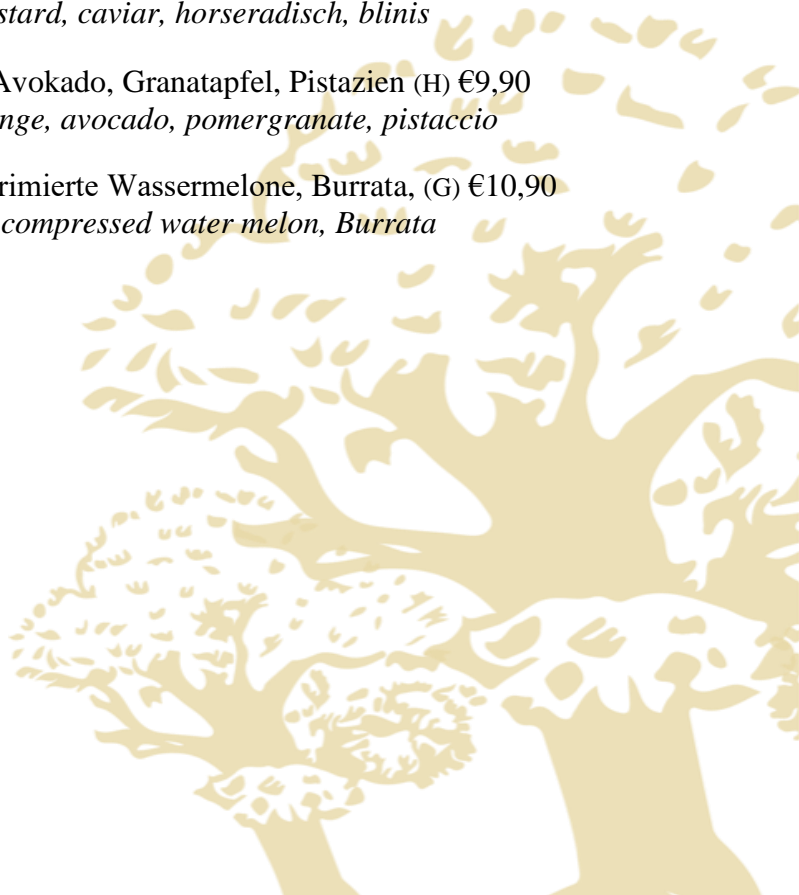 stard, caviar, horseradisch, blinis
Avokado, Granatapfel, Pistazien (H) €9,90
nge, avocado, pomergranate, pistaccio
rimierte Wassermelone, Burrata, (G) €10,90
compressed water melon, Burrata